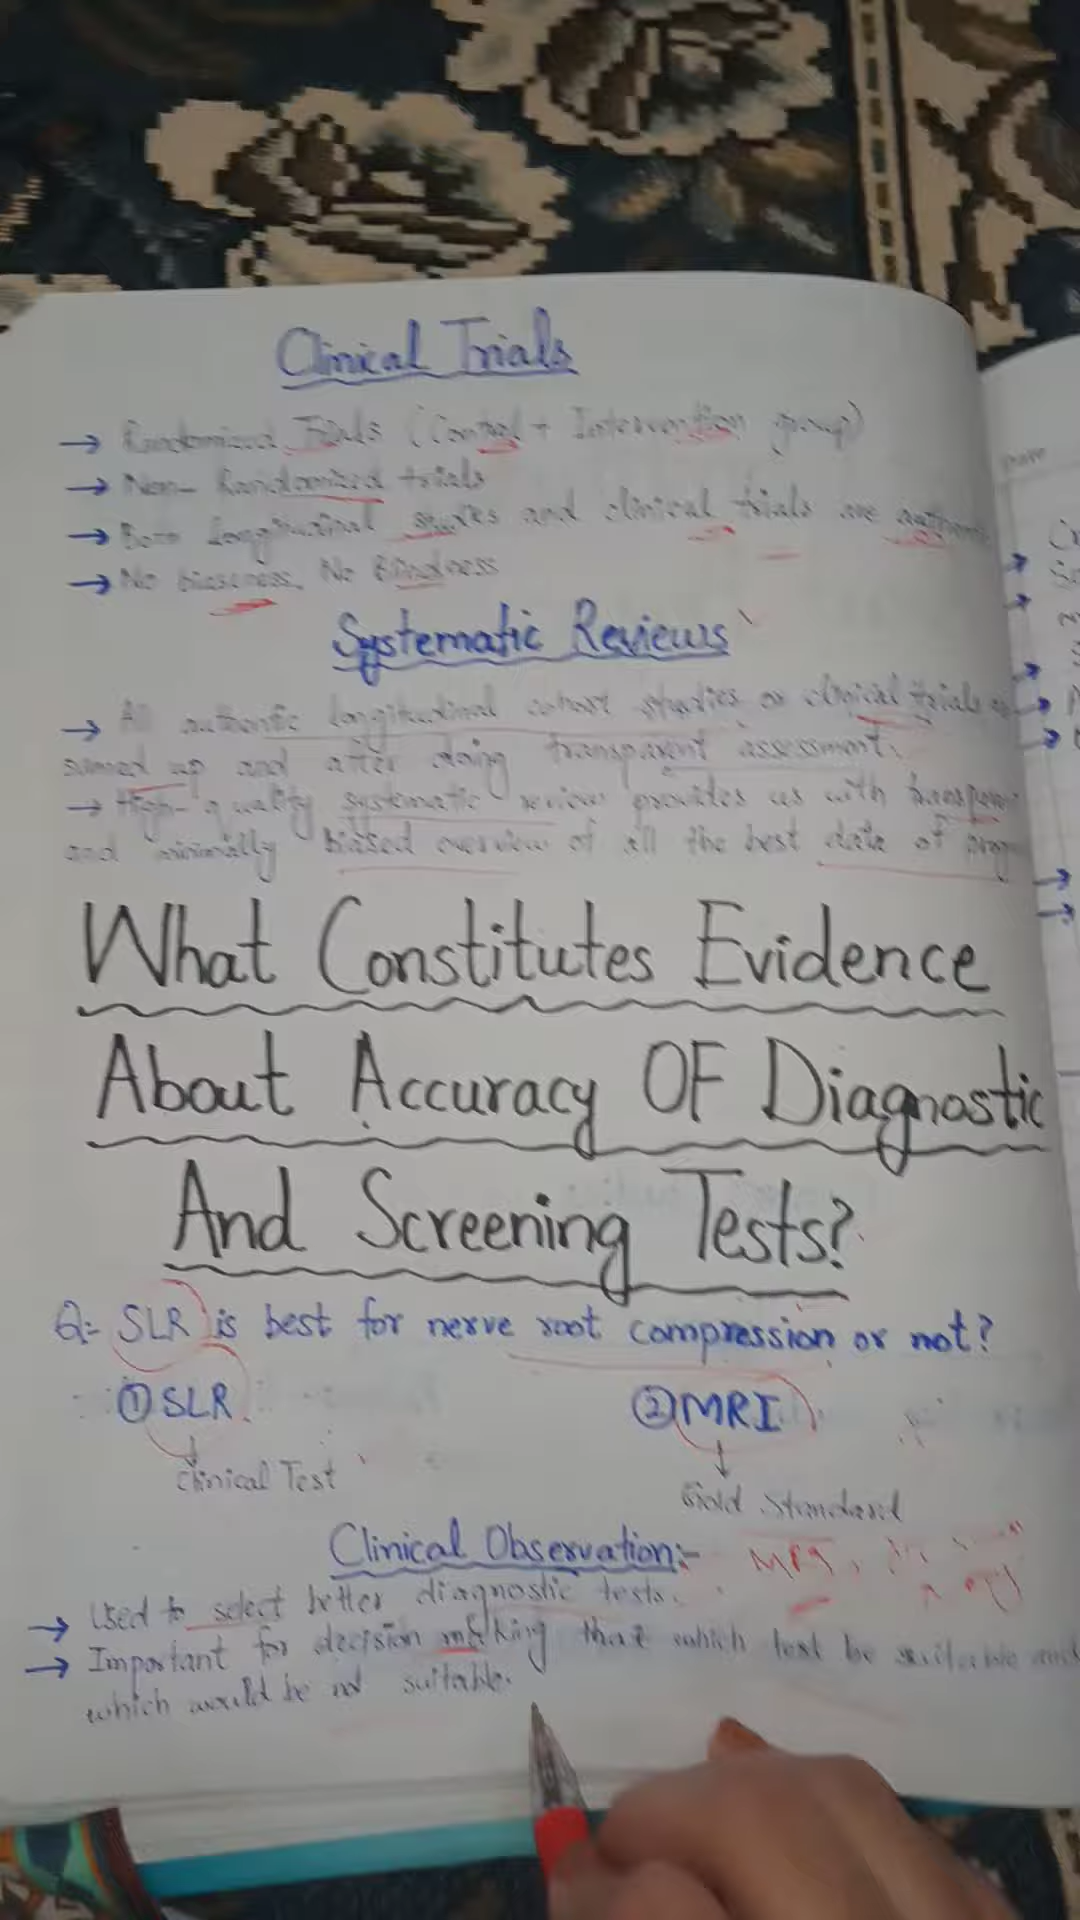 Clinical Trials
→ Randomized Trials (Control + Intervention group)
→ Non-Randomized trials
→ Both longitudinal studies and clinical trials are
→ No biaseness, No Blindness
Systematic Reviews
→ All authentic longitudinal cohort studies or clinical trials
sumed up and after doing transparent assessment.
→ High-quality systematic review provides us with
and minimally biased overview of all the best data of
What Constitutes Evidence
About Accuracy OF Diagnostic
And Screening Tests?
Q:- SLR is best for nerve root compression or not?
① SLR ② MRI
↓ ↓
Clinical Test Gold Standard
Clinical Observation:-
→ Used to select better diagnostic tests.
→ Important for decision making that which test be suitable and
which would be not suitable.